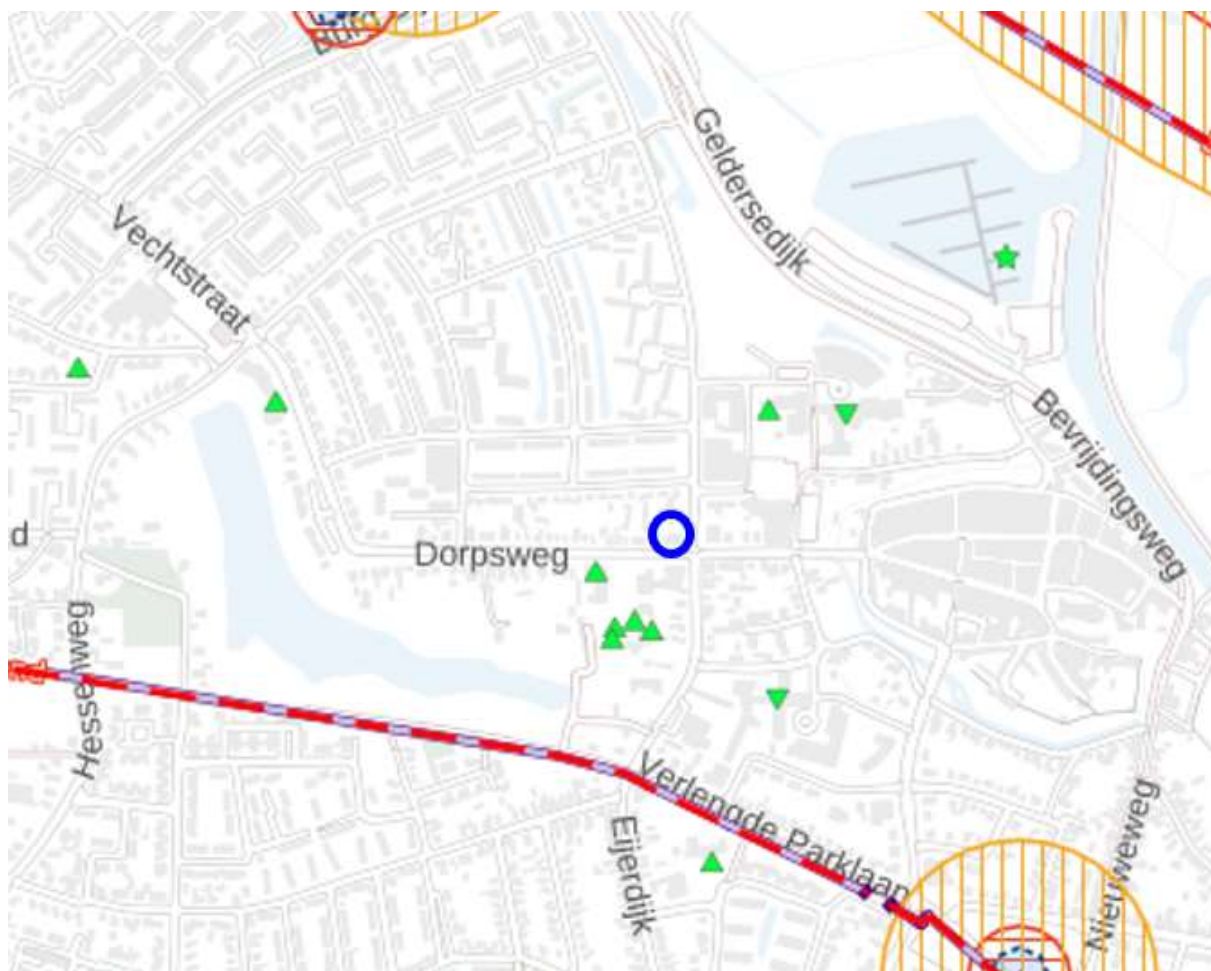 Geldersedijk
Vechtstraat
Bevrijdingsweg
d
Dorpsweg
Hessenweg
Verlengde Parklaan
Eijerdijk
Nieuweweg